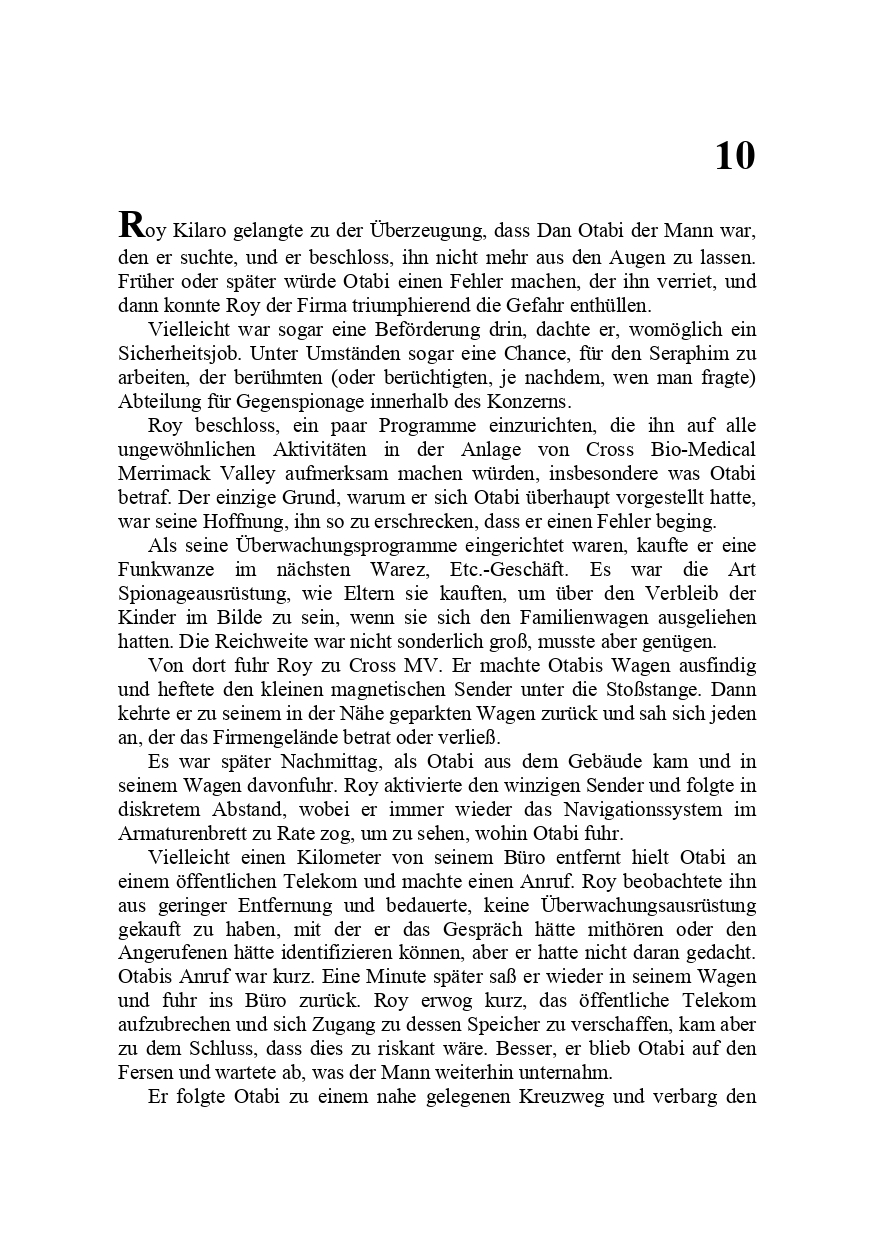 10
Roy Kilaro gelangte zu der Überzeugung, dass Dan Otabi der Mann war,
den er suchte, und er beschloss, ihn nicht mehr aus den Augen zu lassen.
Früher oder später würde Otabi einen Fehler machen, der ihn verriet, und
dann konnte Roy der Firma triumphierend die Gefahr enthüllen.
Vielleicht war sogar eine Beförderung drin, dachte er, womöglich ein
Sicherheitsjob. Unter Umständen sogar eine Chance, für den Seraphim zu
arbeiten, der berühmten (oder berüchtigten, je nachdem, wen man fragte)
Abteilung für Gegenspionage innerhalb des Konzerns.
Roy beschloss, ein paar Programme einzurichten, die ihn auf alle
ungewöhnlichen Aktivitäten in der Anlage von Cross Bio-Medical
Merrimack Valley aufmerksam machen würden, insbesondere was Otabi
betraf. Der einzige Grund, warum er sich Otabi überhaupt vorgestellt hatte,
war seine Hoffnung, ihn so zu erschrecken, dass er einen Fehler beging.
Als seine Überwachungsprogramme eingerichtet waren, kaufte er eine
Funkwanze im nächsten Warez, Etc.-Geschäft. Es war die Art
Spionageausrüstung, wie Eltern sie kauften, um über den Verbleib der
Kinder im Bilde zu sein, wenn sie sich den Familienwagen ausgeliehen
hatten. Die Reichweite war nicht sonderlich groß, musste aber genügen.
Von dort fuhr Roy zu Cross MV. Er machte Otabis Wagen ausfindig
und heftete den kleinen magnetischen Sender unter die Stoßstange. Dann
kehrte er zu seinem in der Nähe geparkten Wagen zurück und sah sich jeden
an, der das Firmengelände betrat oder verließ.
Es war später Nachmittag, als Otabi aus dem Gebäude kam und in
seinem Wagen davonfuhr. Roy aktivierte den winzigen Sender und folgte in
diskretem Abstand, wobei er immer wieder das Navigationssystem im
Armaturenbrett zu Rate zog, um zu sehen, wohin Otabi fuhr.
Vielleicht einen Kilometer von seinem Büro entfernt hielt Otabi an
einem öffentlichen Telekom und machte einen Anruf. Roy beobachtete ihn
aus geringer Entfernung und bedauerte, keine Überwachungsausrüstung
gekauft zu haben, mit der er das Gespräch hätte mithören oder den
Angerufenen hätte identifizieren können, aber er hatte nicht daran gedacht.
Otabis Anruf war kurz. Eine Minute später saß er wieder in seinem Wagen
und fuhr ins Büro zurück. Roy erwog kurz, das öffentliche Telekom
aufzubrechen und sich Zugang zu dessen Speicher zu verschaffen, kam aber
zu dem Schluss, dass dies zu riskant wäre. Besser, er blieb Otabi auf den
Fersen und wartete ab, was der Mann weiterhin unternahm.
Er folgte Otabi zu einem nahe gelegenen Kreuzweg und verbarg den